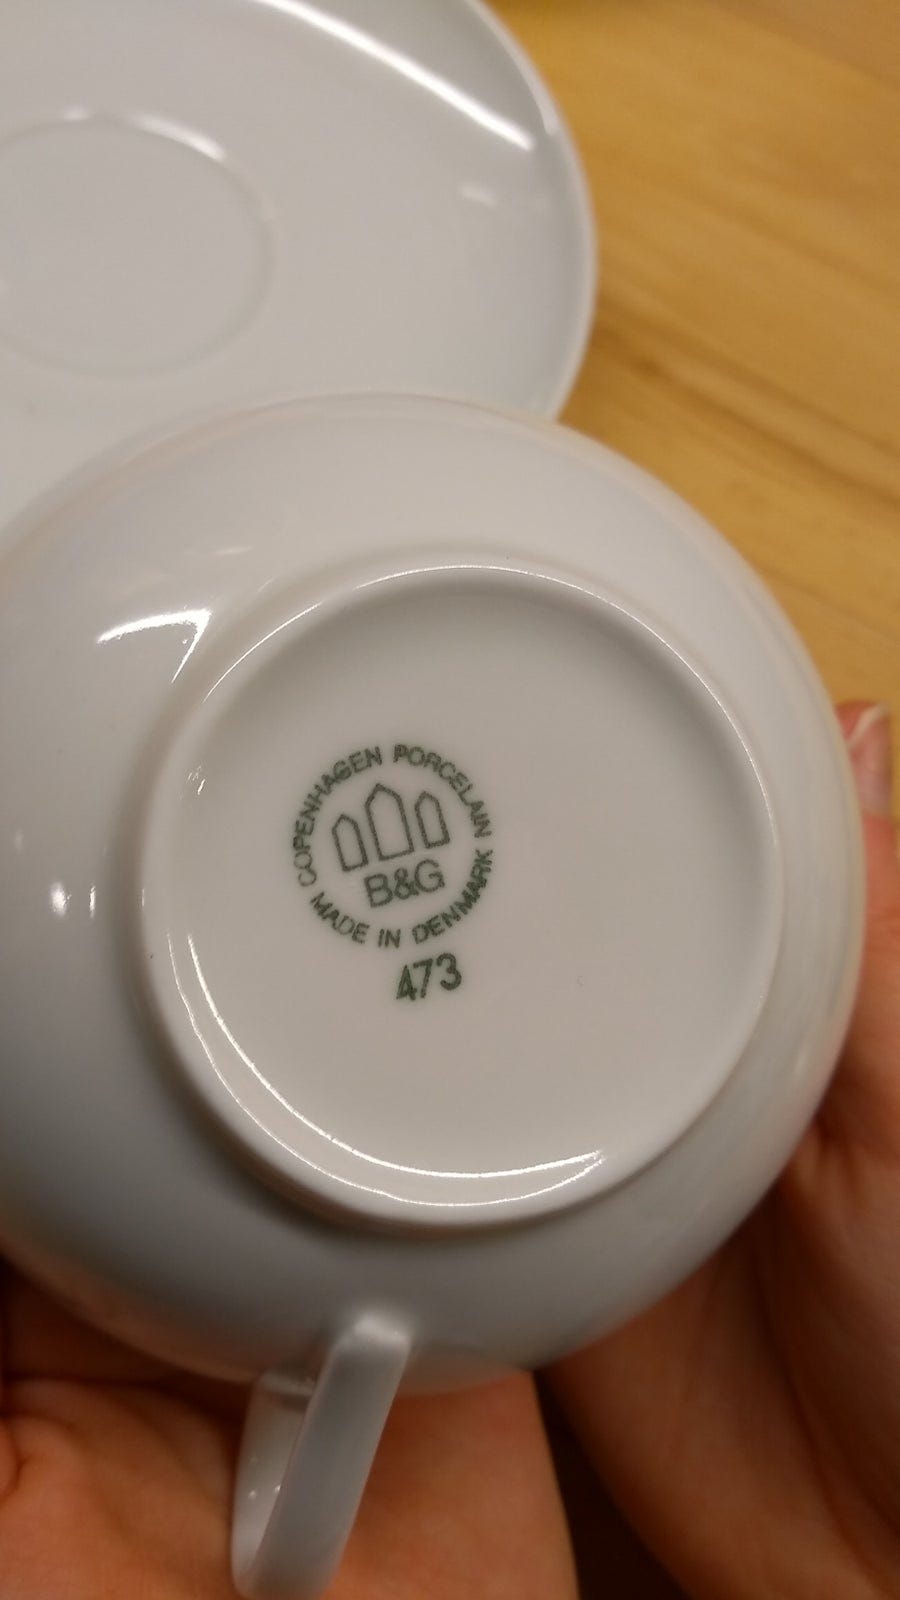 COPENHAGEN PORCELAIN
B&G
MADE IN DENMARK
473